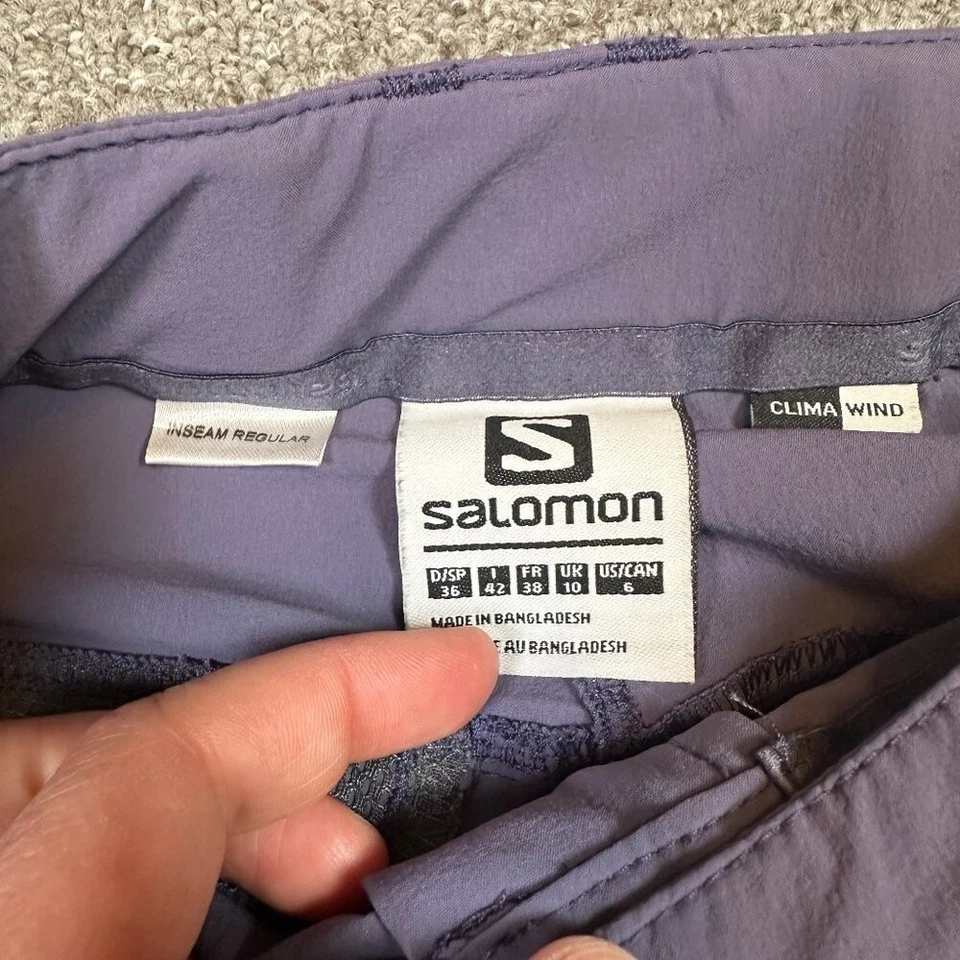 INSEAM REGULAR
CLIMA WIND
S
salomon
D/SP I FR UK US/CAN
36 42 38 10 6
MADE IN BANGLADESH
AU BANGLADESH